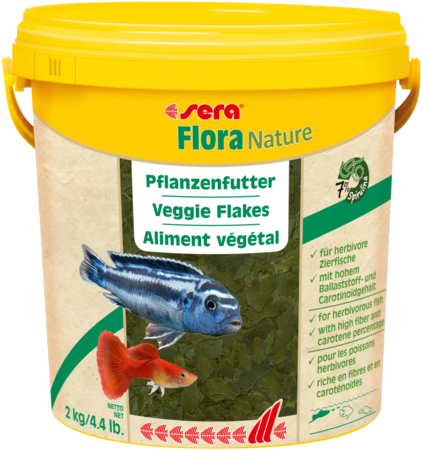 sera
Flora Nature
Pflanzenfutter
Veggie Flakes
Aliment végétal
7% Spirulina
✓ für herbivore
Zierfische
✓ mit hohem
Ballaststoff- und
Carotinoidgehalt
✓ for herbivorous fish
✓ with high fiber and
carotene percentage
✓ pour les poissons
herbivores
✓ riche en fibres et en
caroténoïdes
NETTO
NET
2 kg/4.4 lb.